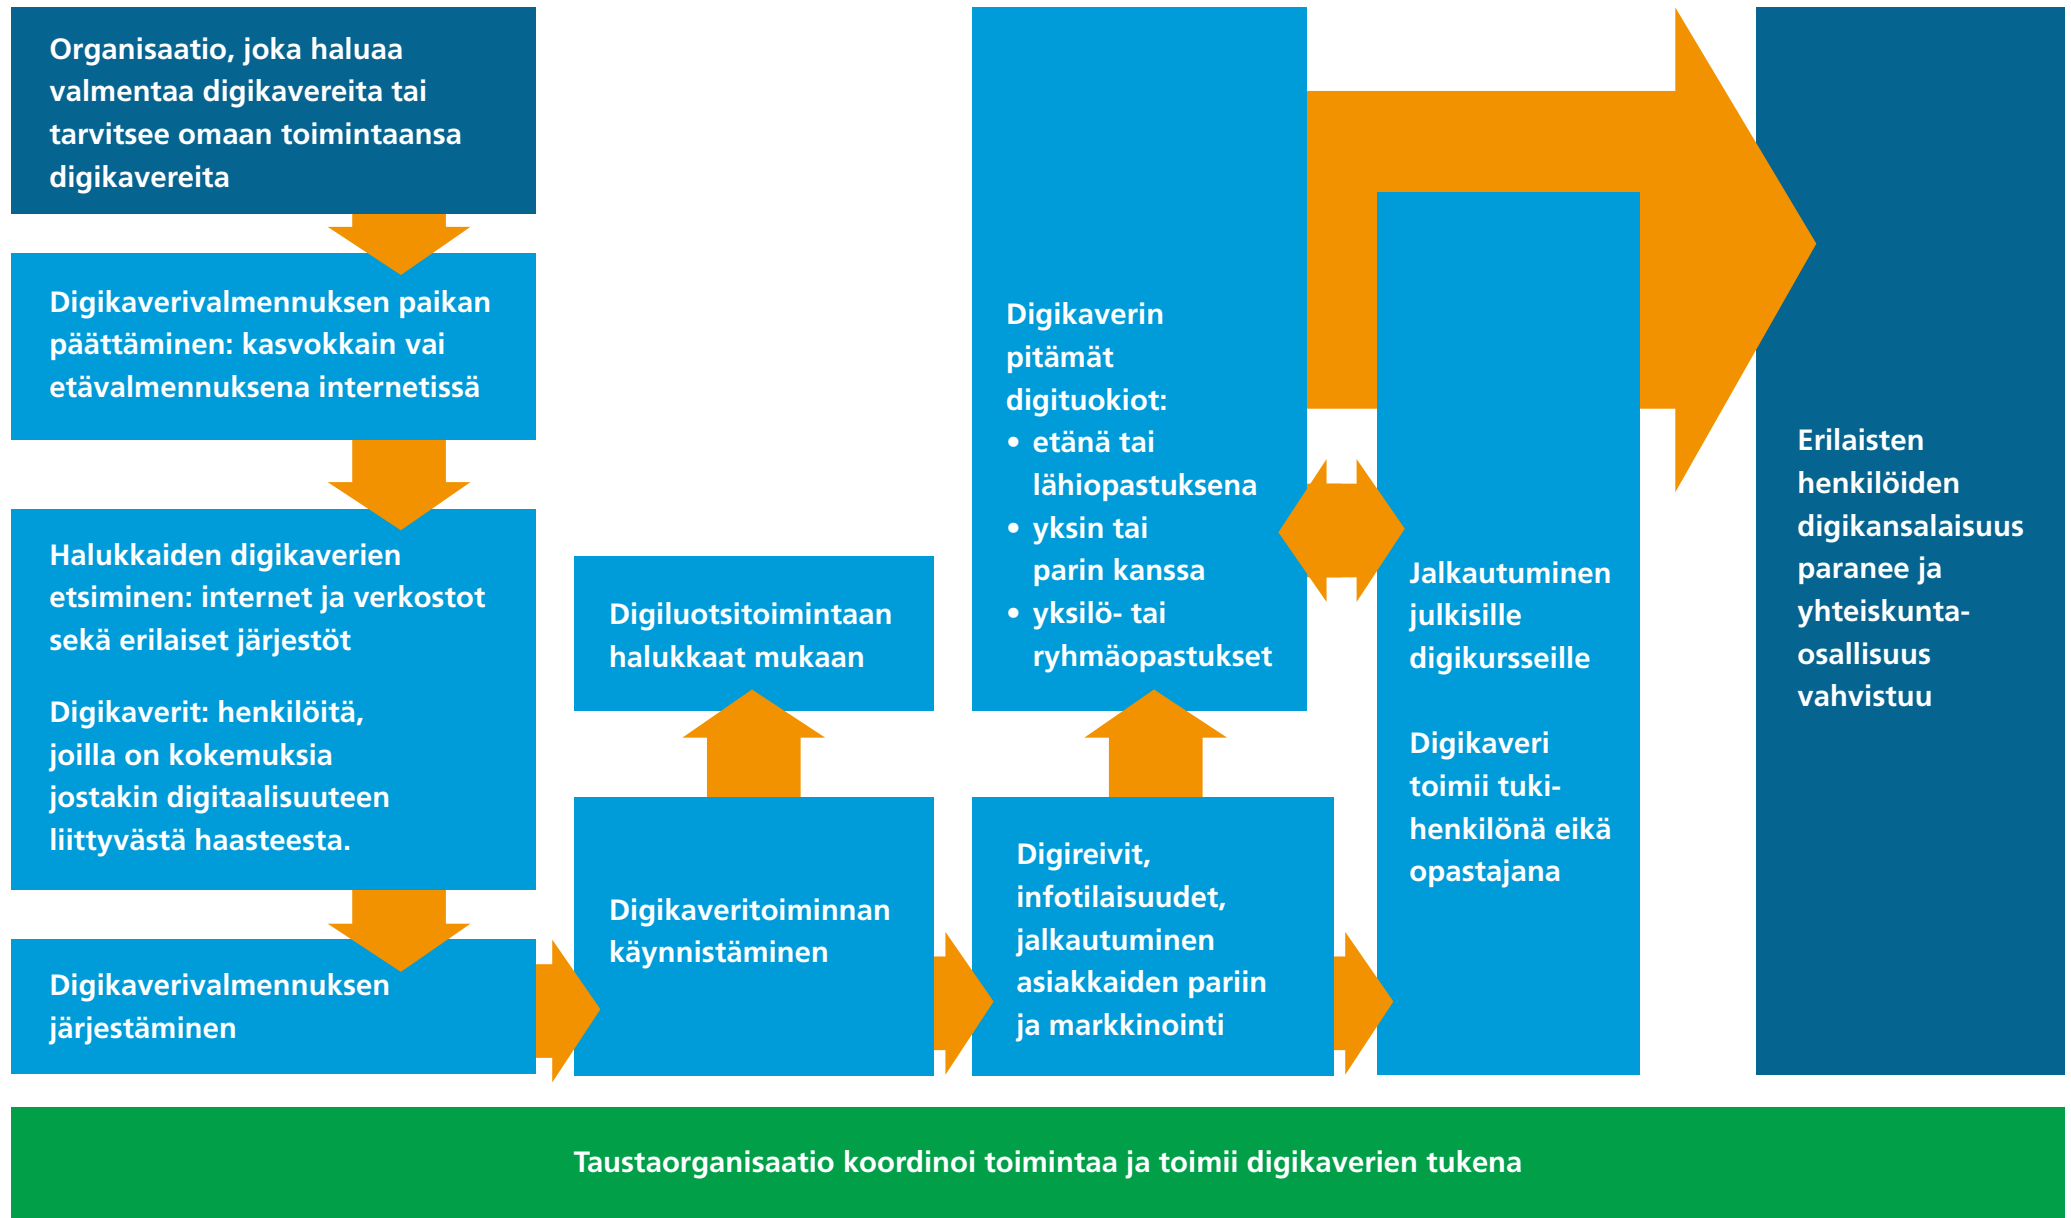 Organisaatio, joka haluaa
valmentaa digikavereita tai
tarvitsee omaan toimintaansa
digikavereita
Digikaverivalmennuksen paikan
päättäminen: kasvokkain vai
etävalmennuksena internetissä
Halukkaiden digikaverien
etsiminen: internet ja verkostot
sekä erilaiset järjestöt
Digikaverit: henkilöitä,
joilla on kokemuksia
jostakin digitaalisuuteen
liittyvästä haasteesta.
Digikaverivalmennuksen
järjestäminen
Digiluotsitoimintaan
halukkaat mukaan
Digikaveritoiminnan
käynnistäminen
Digikaverin
pitämät
digituokiot:
• etänä tai
lähiopastuksena
• yksin tai
parin kanssa
• yksilö- tai
ryhmäopastukset
Digireivit,
infotilaisuudet,
jalkautuminen
asiakkaiden pariin
ja markkinointi
Jalkautuminen
julkisille
digikursseille
Digikaveri
toimii tuki-
henkilönä eikä
opastajana
Erilaisten
henkilöiden
digikansalaisuus
paranee ja
yhteiskunta-
osallisuus
vahvistuu
Taustaorganisaatio koordinoi toimintaa ja toimii digikaverien tukena